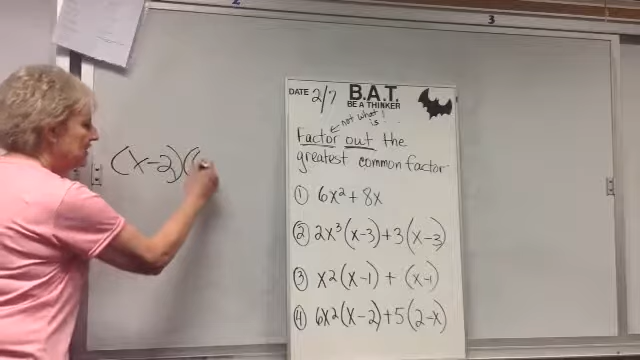 2
3
DATE 2/7 B.A.T.
BE A THINKER
not what!
is
Factor out the
greatest common factor.
① 6x² + 8x
② 2x³(x-3)+3(x-3)
③ x²(x-1) + (x-1)
④ 6x²(x-2)+5(2-x)
(x-2)(